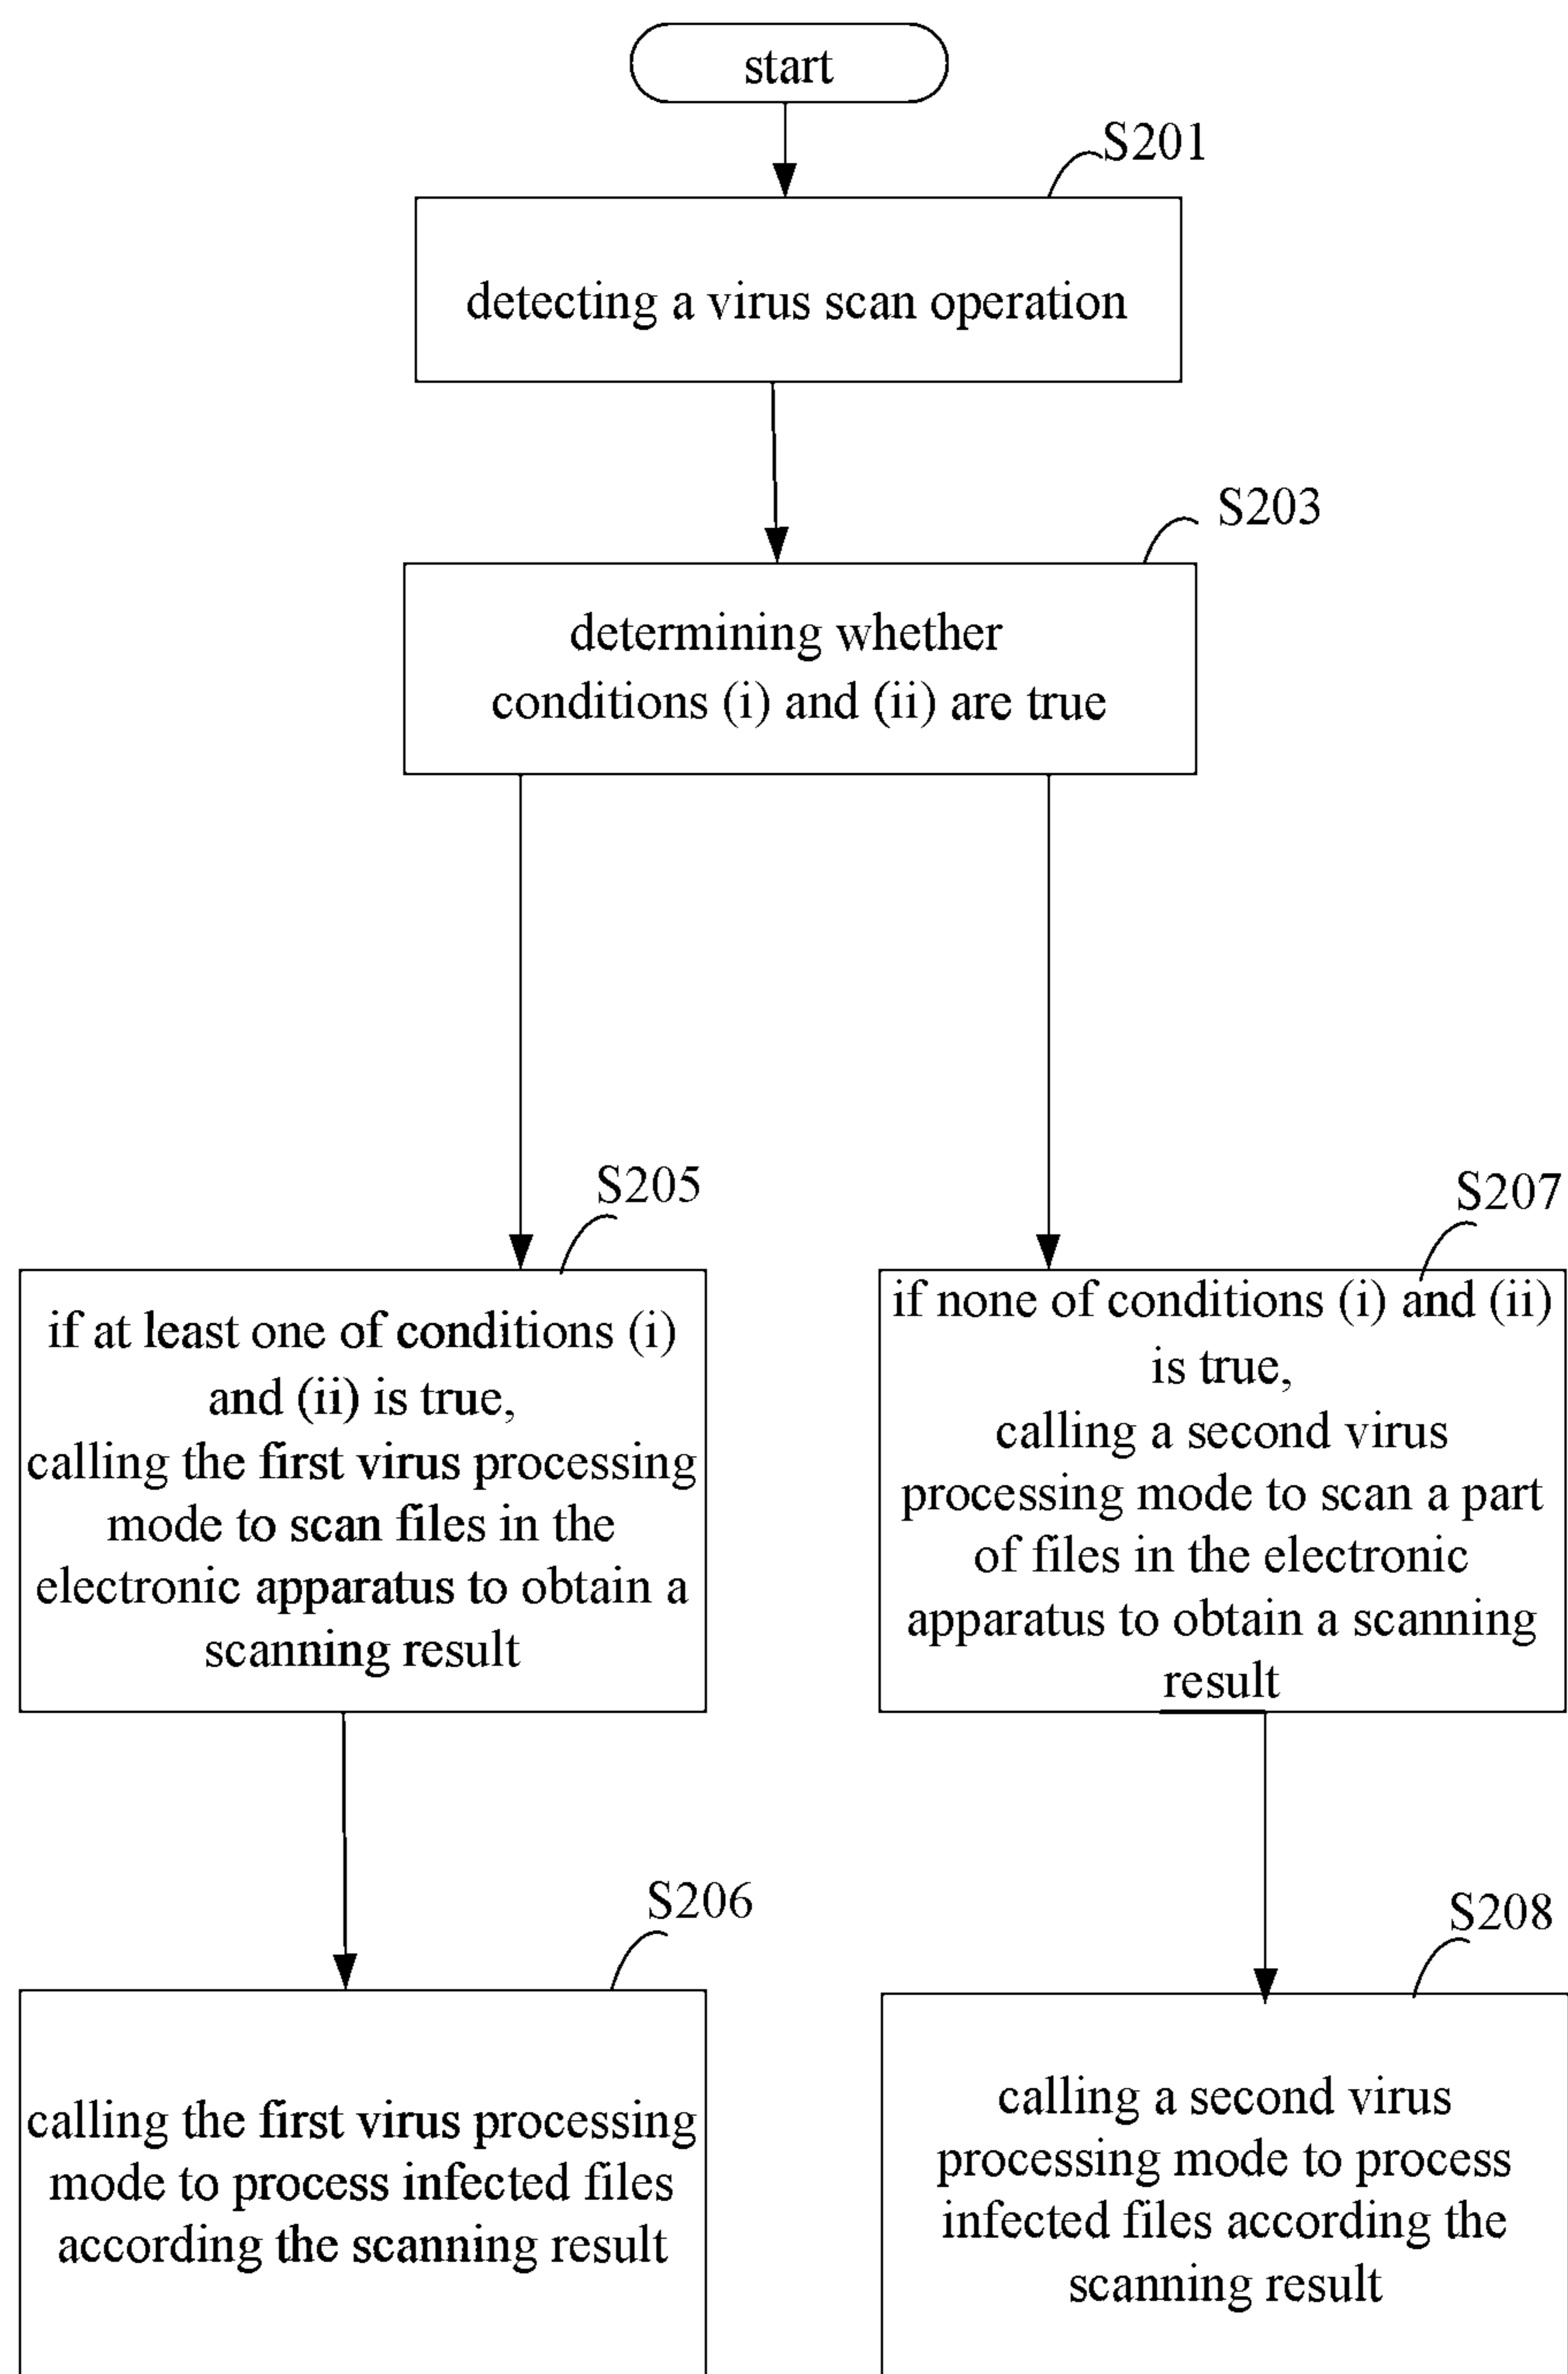 start
S201
detecting a virus scan operation
S203
determining whether
conditions (i) and (ii) are true
S205
if at least one of conditions (i)
and (ii) is true,
calling the first virus processing
mode to scan files in the
electronic apparatus to obtain a
scanning result
S207
if none of conditions (i) and (ii)
is true,
calling a second virus
processing mode to scan a part
of files in the electronic
apparatus to obtain a scanning
result
S206
calling the first virus processing
mode to process infected files
according the scanning result
S208
calling a second virus
processing mode to process
infected files according the
scanning result